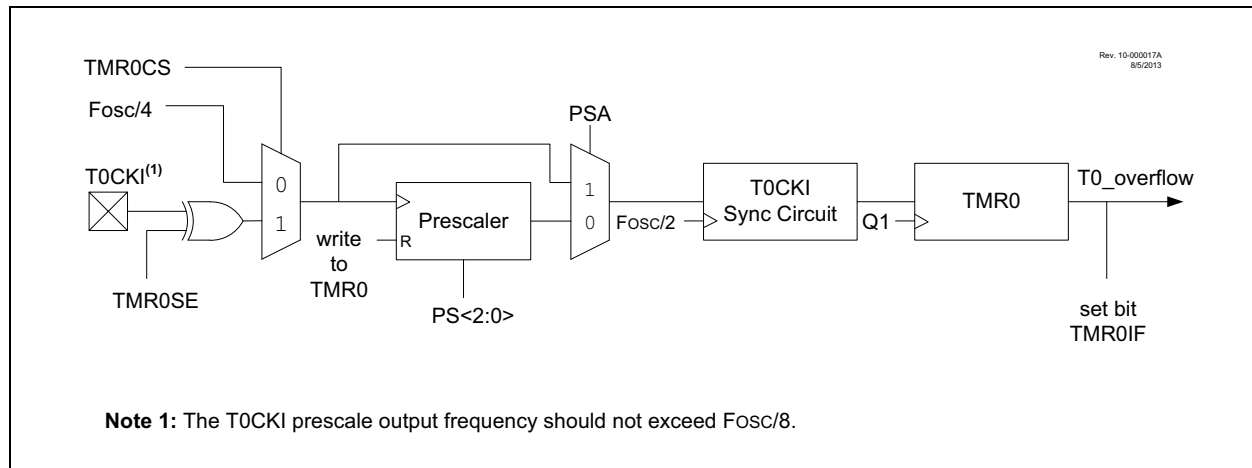 Rev. 10-000017A
8/5/2013
TMR0CS
Fosc/4
PSA
T0CKI(1)
0
1
1
0
Prescaler
R
write
to
TMR0
TMR0SE
PS<2:0>
FOSC/2
T0CKI
Sync Circuit
Q1
TMR0
T0_overflow
set bit
TMR0IF
Note 1: The T0CKI prescale output frequency should not exceed FOSC/8.